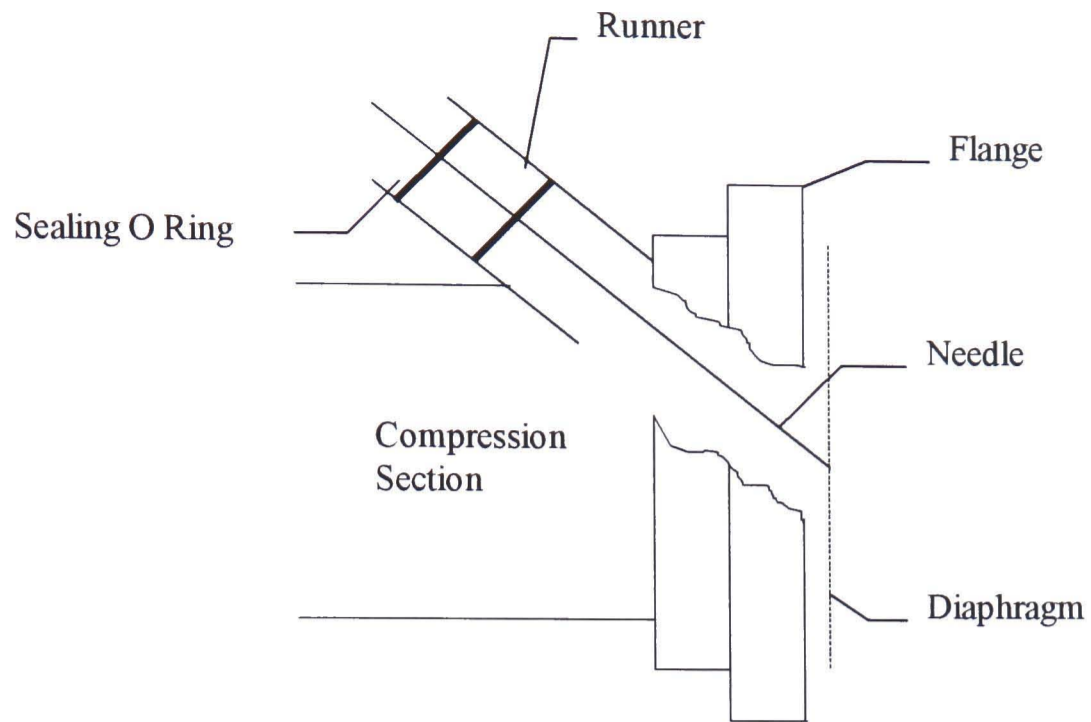 Runner
Flange
Sealing O Ring
Needle
Compression
Section
Diaphragm